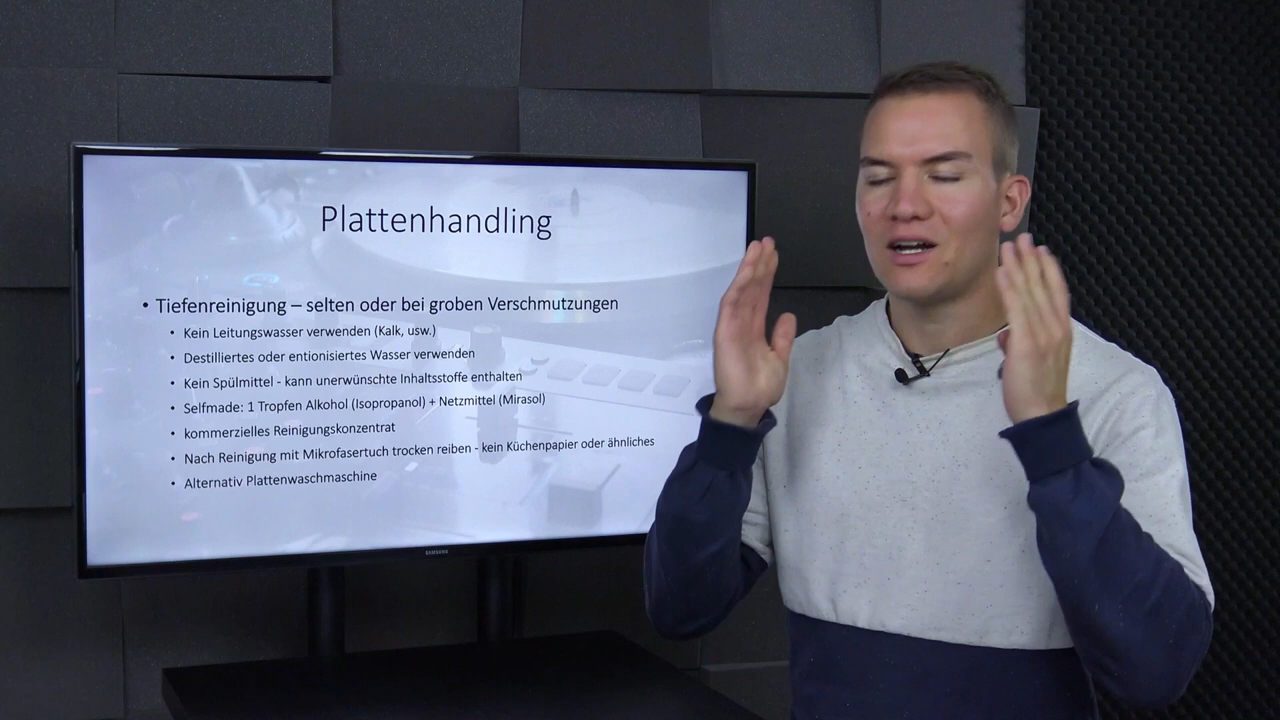 Plattenhandling
• Tiefenreinigung – selten oder bei groben Verschmutzungen
• Kein Leitungswasser verwenden (Kalk, usw.)
• Destilliertes oder entionisiertes Wasser verwenden
• Kein Spülmittel - kann unerwünschte Inhaltsstoffe enthalten
• Selfmade: 1 Tropfen Alkohol (Isopropanol) + Netzmittel (Mirasol)
• kommerzielles Reinigungskonzentrat
• Nach Reinigung mit Mikrofasertuch trocken reiben - kein Küchenpapier oder ähnliches
• Alternativ Plattenwaschmaschine
SAMSUNG